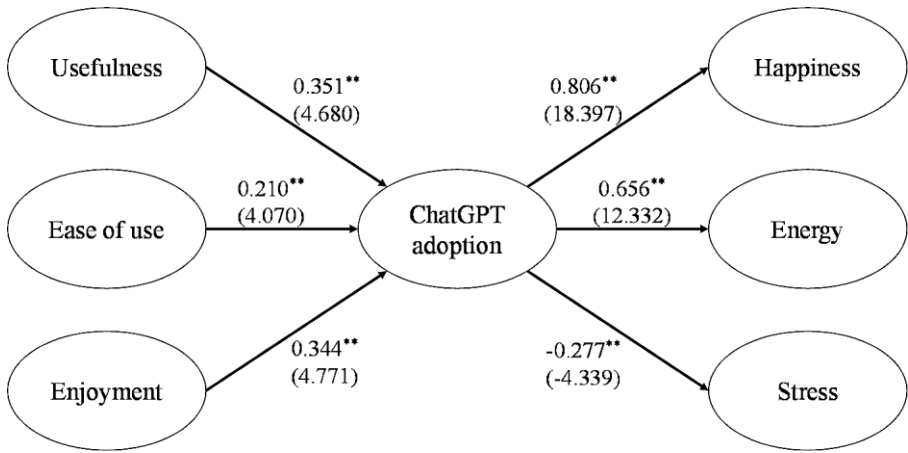 Usefulness
0.351**
(4.680)
0.806**
(18.397)
Happiness
Ease of use
0.210**
(4.070)
ChatGPT
adoption
0.656**
(12.332)
Energy
Enjoyment
0.344**
(4.771)
-0.277**
(-4.339)
Stress